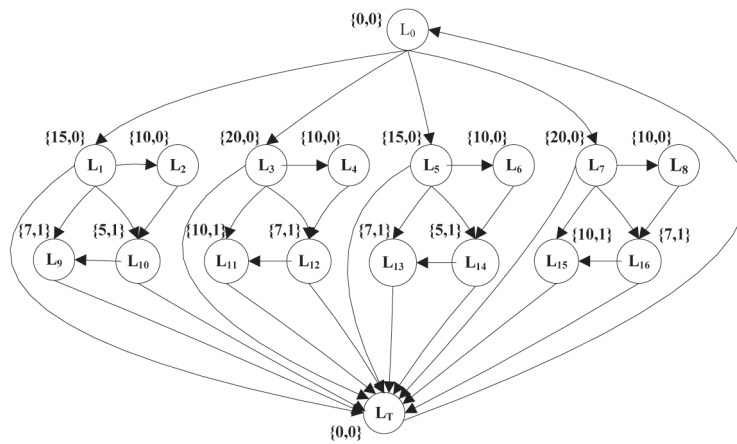 {0,0}
L0
{15,0} {10,0} {20,0} {10,0} {15,0} {10,0} {20,0} {10,0}
L1 L2 L3 L4 L5 L6 L7 L8
{7,1} {5,1} {10,1} {7,1} {7,1} {5,1} {10,1} {7,1}
L9 L10 L11 L12 L13 L14 L15 L16
LT
{0,0}